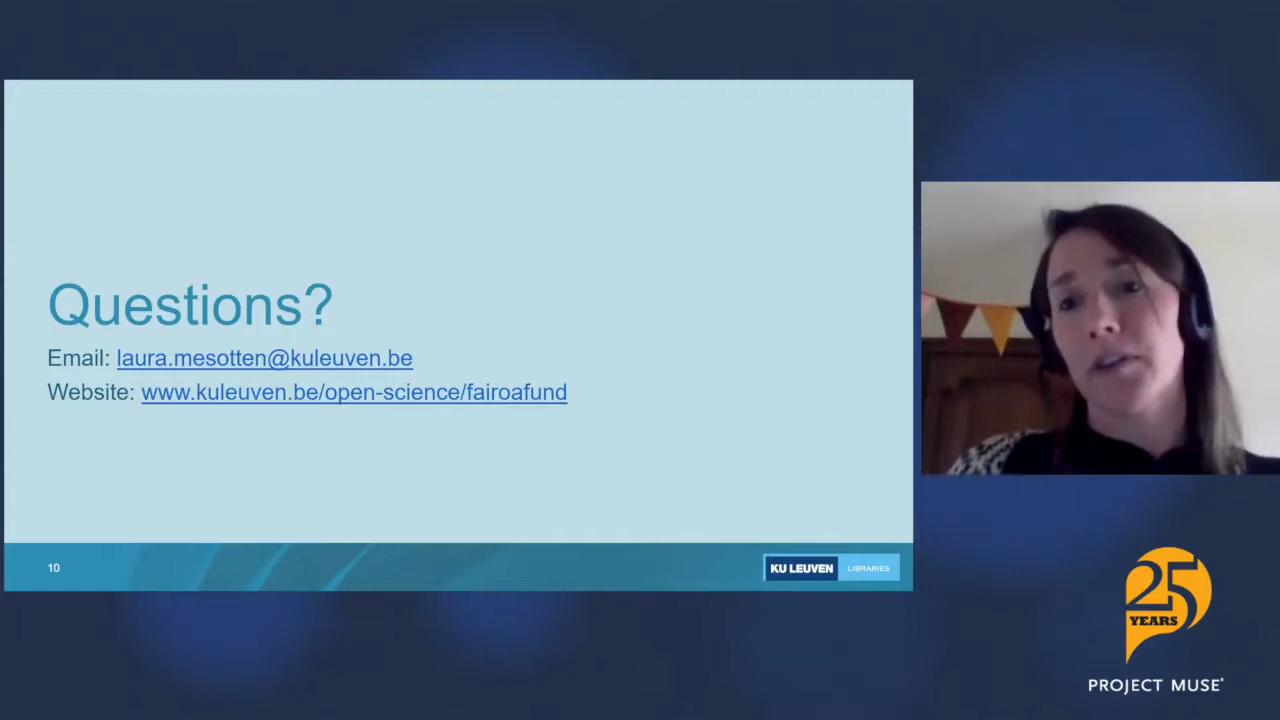 Questions?
Email: laura.mesotten@kuleuven.be
Website: www.kuleuven.be/open-science/fairoafund
10
KU LEUVEN LIBRARIES
25
YEARS
PROJECT MUSE®